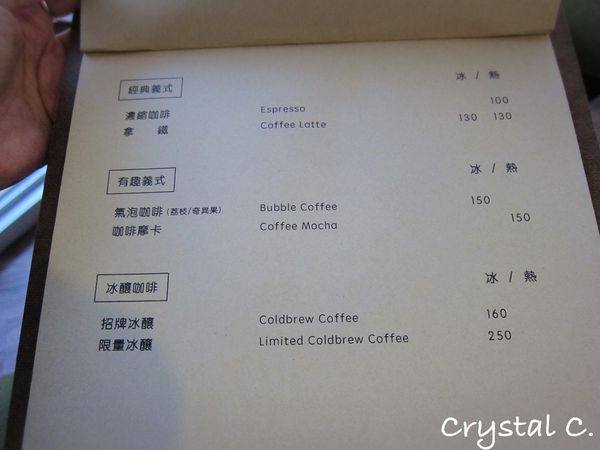 經典義式 冰 / 熱
濃縮咖啡 Espresso 100
拿 鐵 Coffee Latte 130 130
有趣義式 冰 / 熱
氣泡咖啡 (荔枝/奇異果) Bubble Coffee 150
咖啡摩卡 Coffee Mocha 150
冰釀咖啡 冰 / 熱
招牌冰釀 Coldbrew Coffee 160
限量冰釀 Limited Coldbrew Coffee 250
Crystal C.